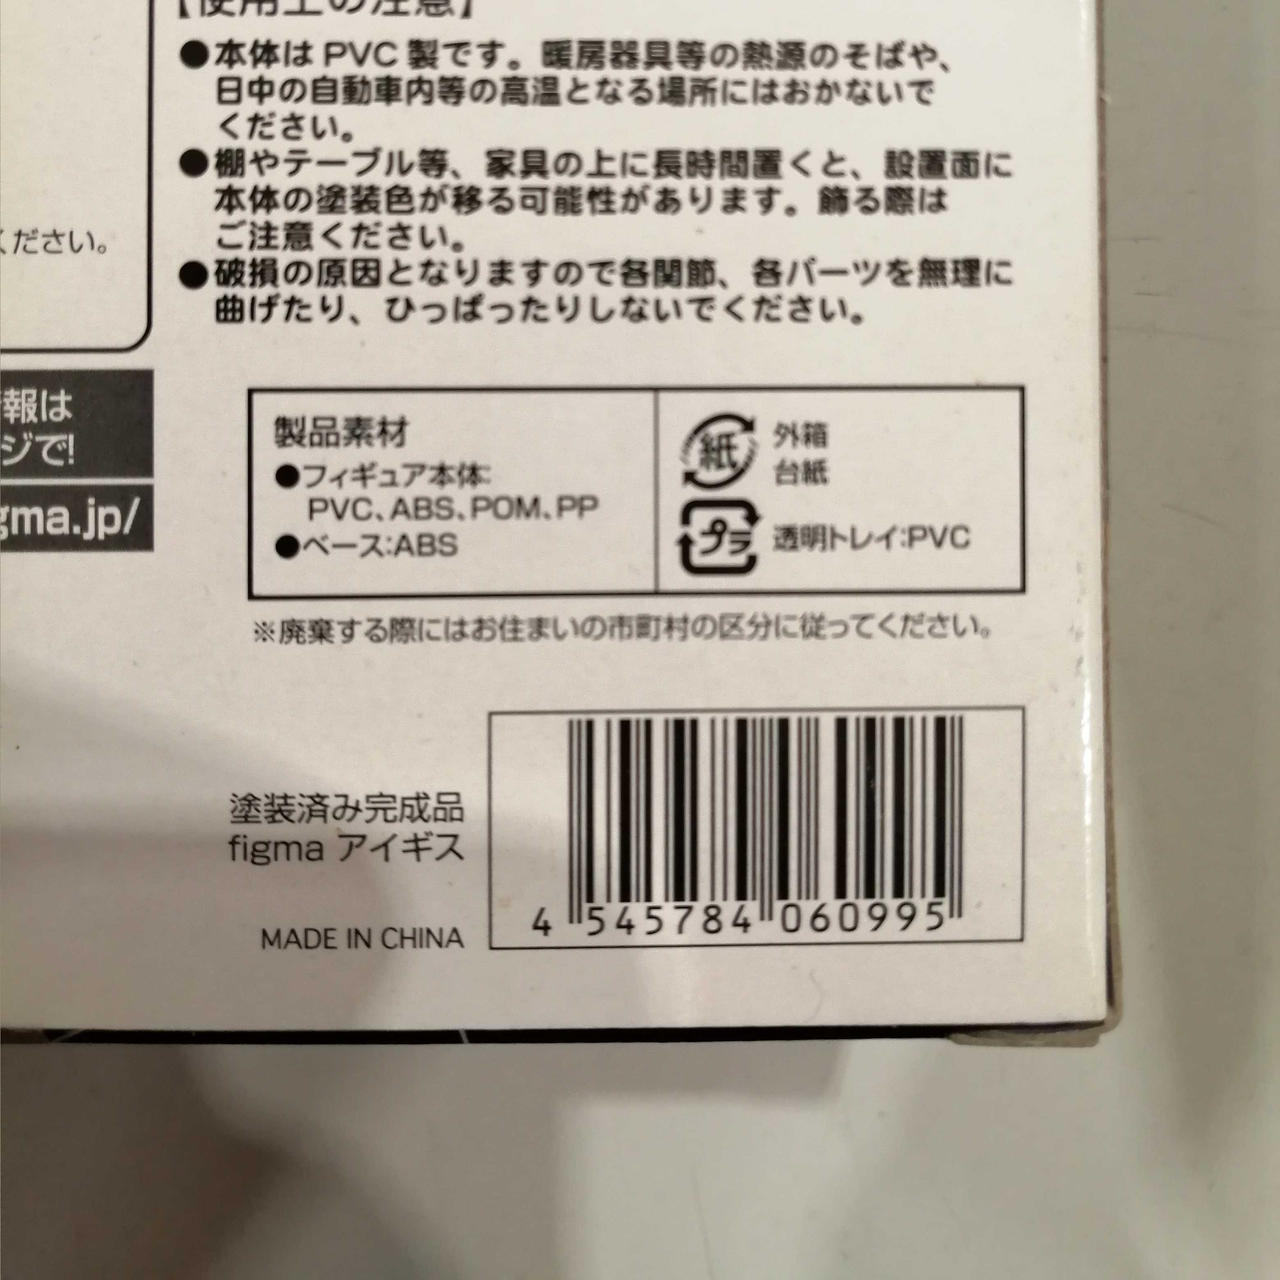 【使用上の注意】
●本体は PVC 製です。暖房器具等の熱源のそばや、
日中の自動車内等の高温となる場所にはおかないで
ください。
●棚やテーブル等、家具の上に長時間置くと、設置面に
本体の塗装色が移る可能性があります。飾る際は
ご注意ください。
●破損の原因となりますので各関節、各パーツを無理に
曲げたり、ひっぱったりしないでください。
ください。
報は
ジで!
gma.jp/
製品素材
●フィギュア本体:
PVC、ABS、POM、PP
●ベース:ABS
紙
外箱
台紙
プラ
透明トレイ:PVC
※廃棄する際にはお住まいの市町村の区分に従ってください。
塗装済み完成品
figma アイギス
MADE IN CHINA
4 545784 060995